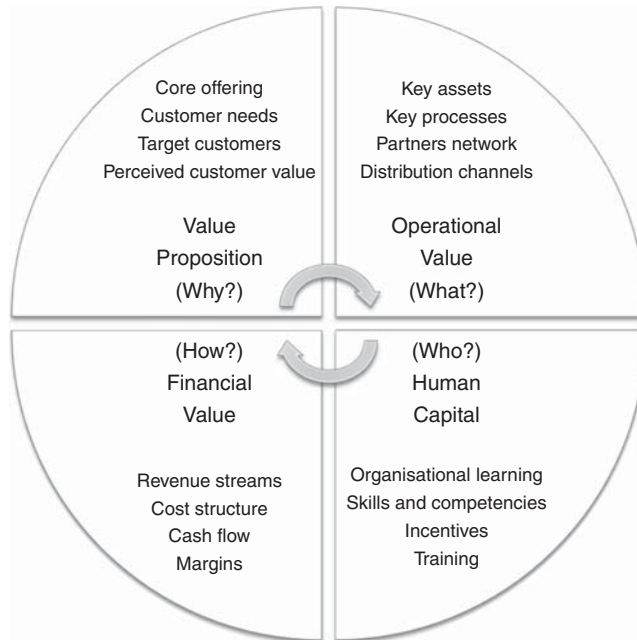 Core offering
Customer needs
Target customers
Perceived customer value
Value
Proposition
(Why?)
Key assets
Key processes
Partners network
Distribution channels
Operational
Value
(What?)
(How?)
Financial
Value
Revenue streams
Cost structure
Cash flow
Margins
(Who?)
Human
Capital
Organisational learning
Skills and competencies
Incentives
Training